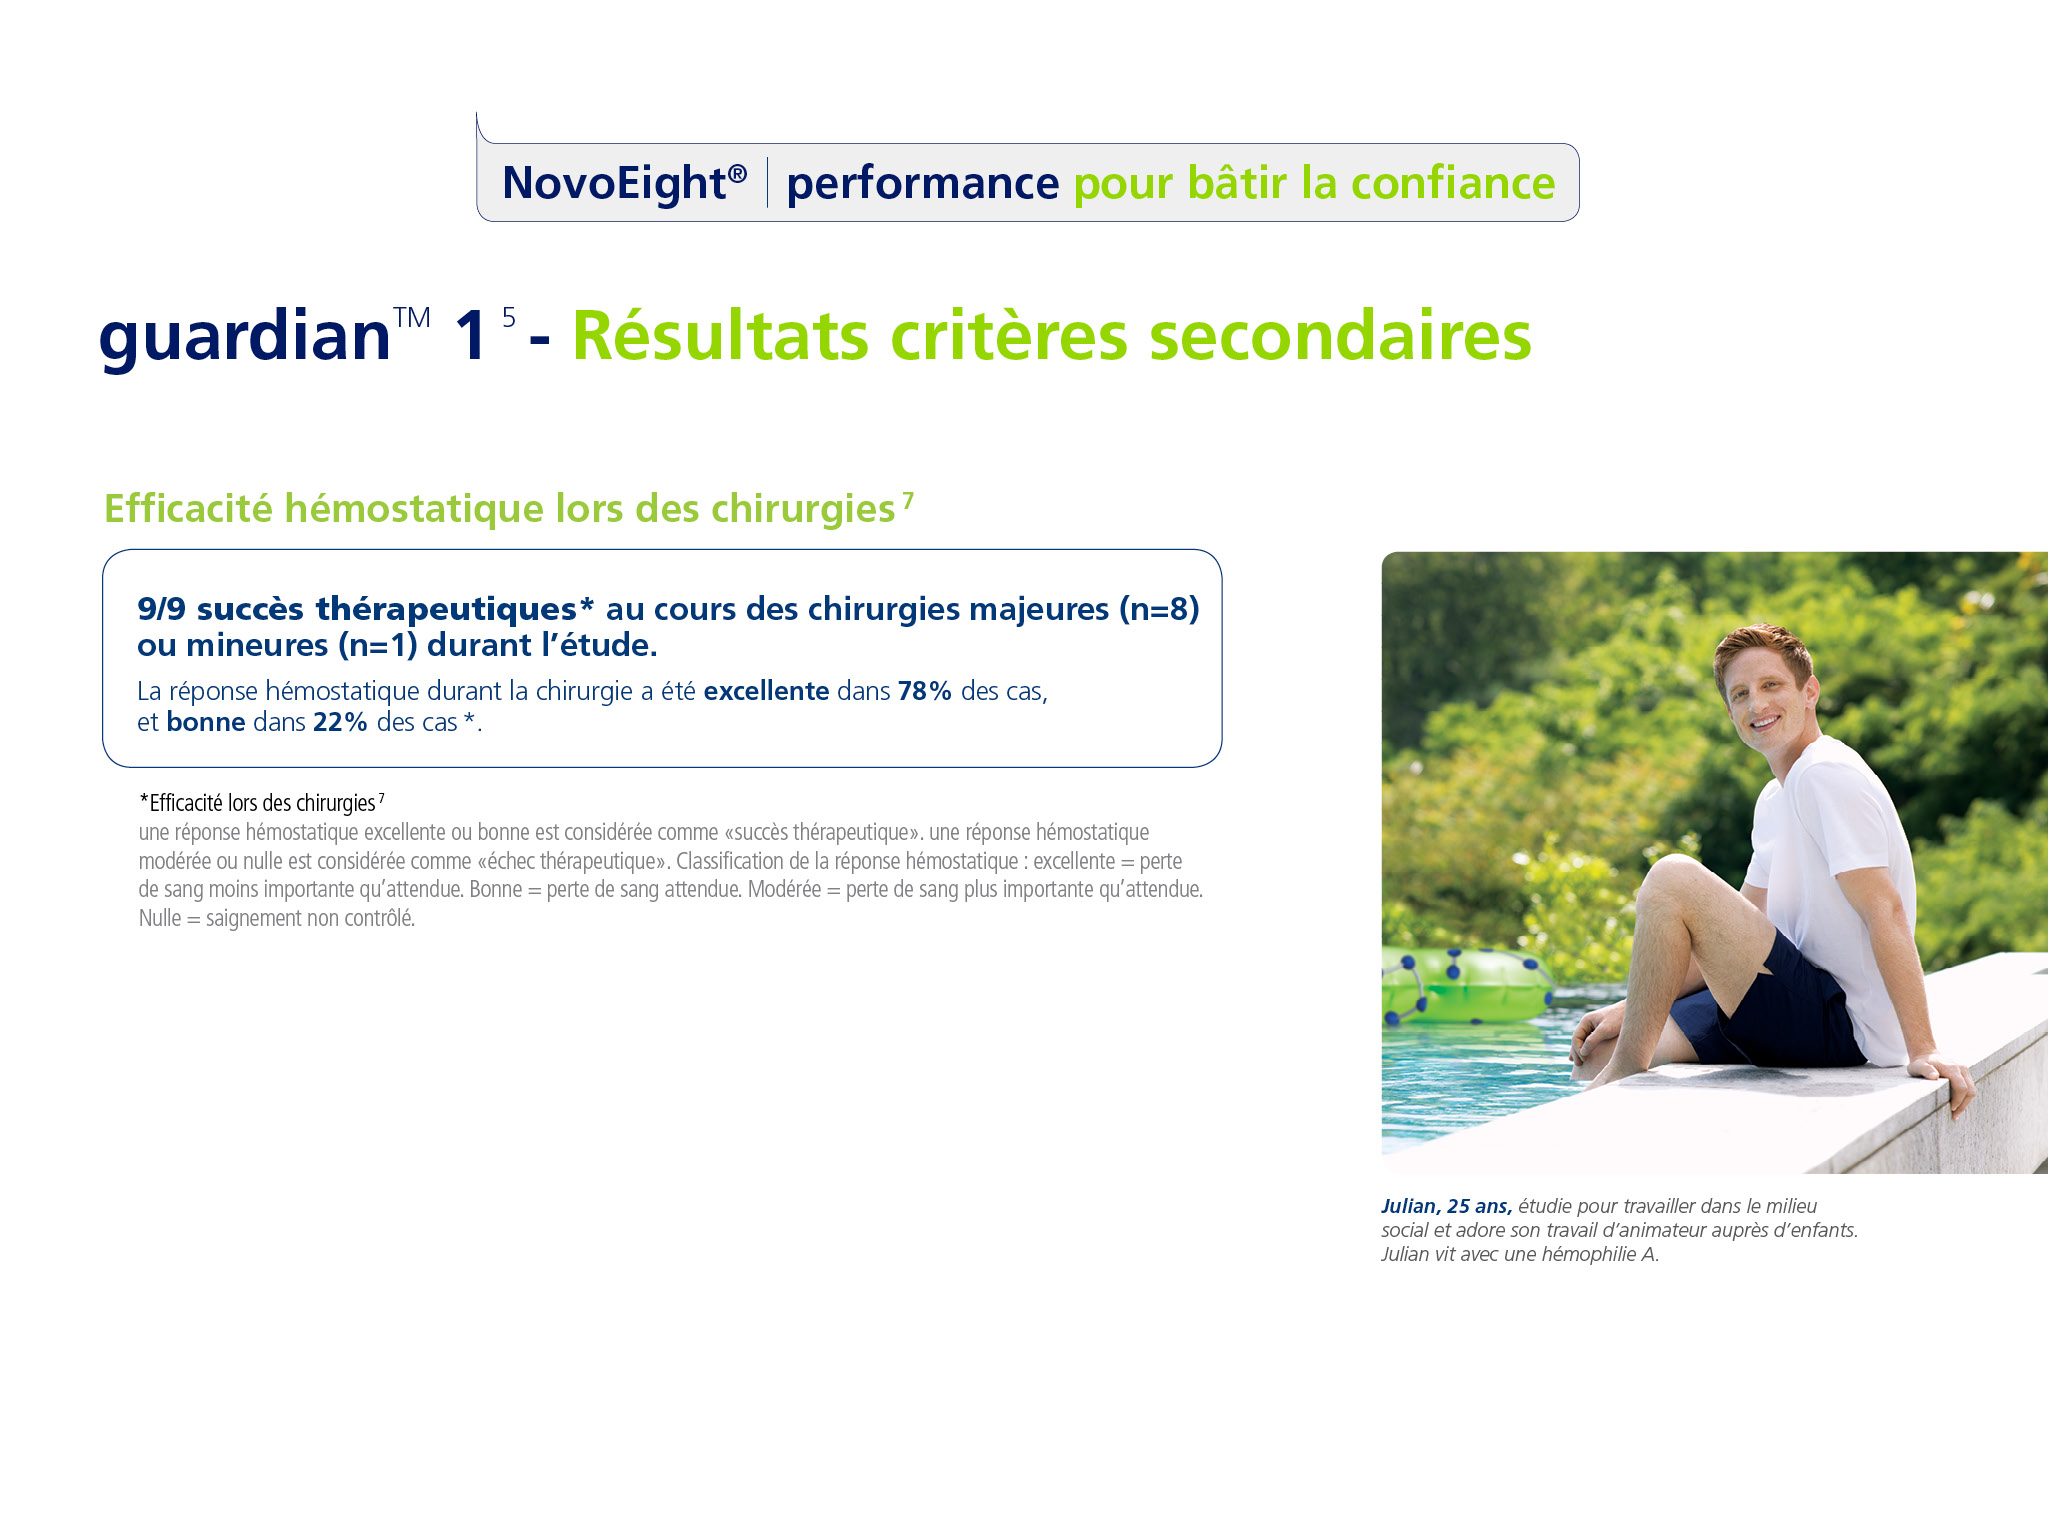 NovoEight® | performance pour bâtir la confiance
guardian™ 1 5 - Résultats critères secondaires
Efficacité hémostatique lors des chirurgies 7
9/9 succès thérapeutiques* au cours des chirurgies majeures (n=8)
ou mineures (n=1) durant l’étude.
La réponse hémostatique durant la chirurgie a été excellente dans 78% des cas,
et bonne dans 22% des cas *.
*Efficacité lors des chirurgies 7
une réponse hémostatique excellente ou bonne est considérée comme «succès thérapeutique». une réponse hémostatique
modérée ou nulle est considérée comme «échec thérapeutique». Classification de la réponse hémostatique : excellente = perte
de sang moins importante qu’attendue. Bonne = perte de sang attendue. Modérée = perte de sang plus importante qu’attendue.
Nulle = saignement non contrôlé.
Julian, 25 ans, étudie pour travailler dans le milieu
social et adore son travail d’animateur auprès d’enfants.
Julian vit avec une hémophilie A.